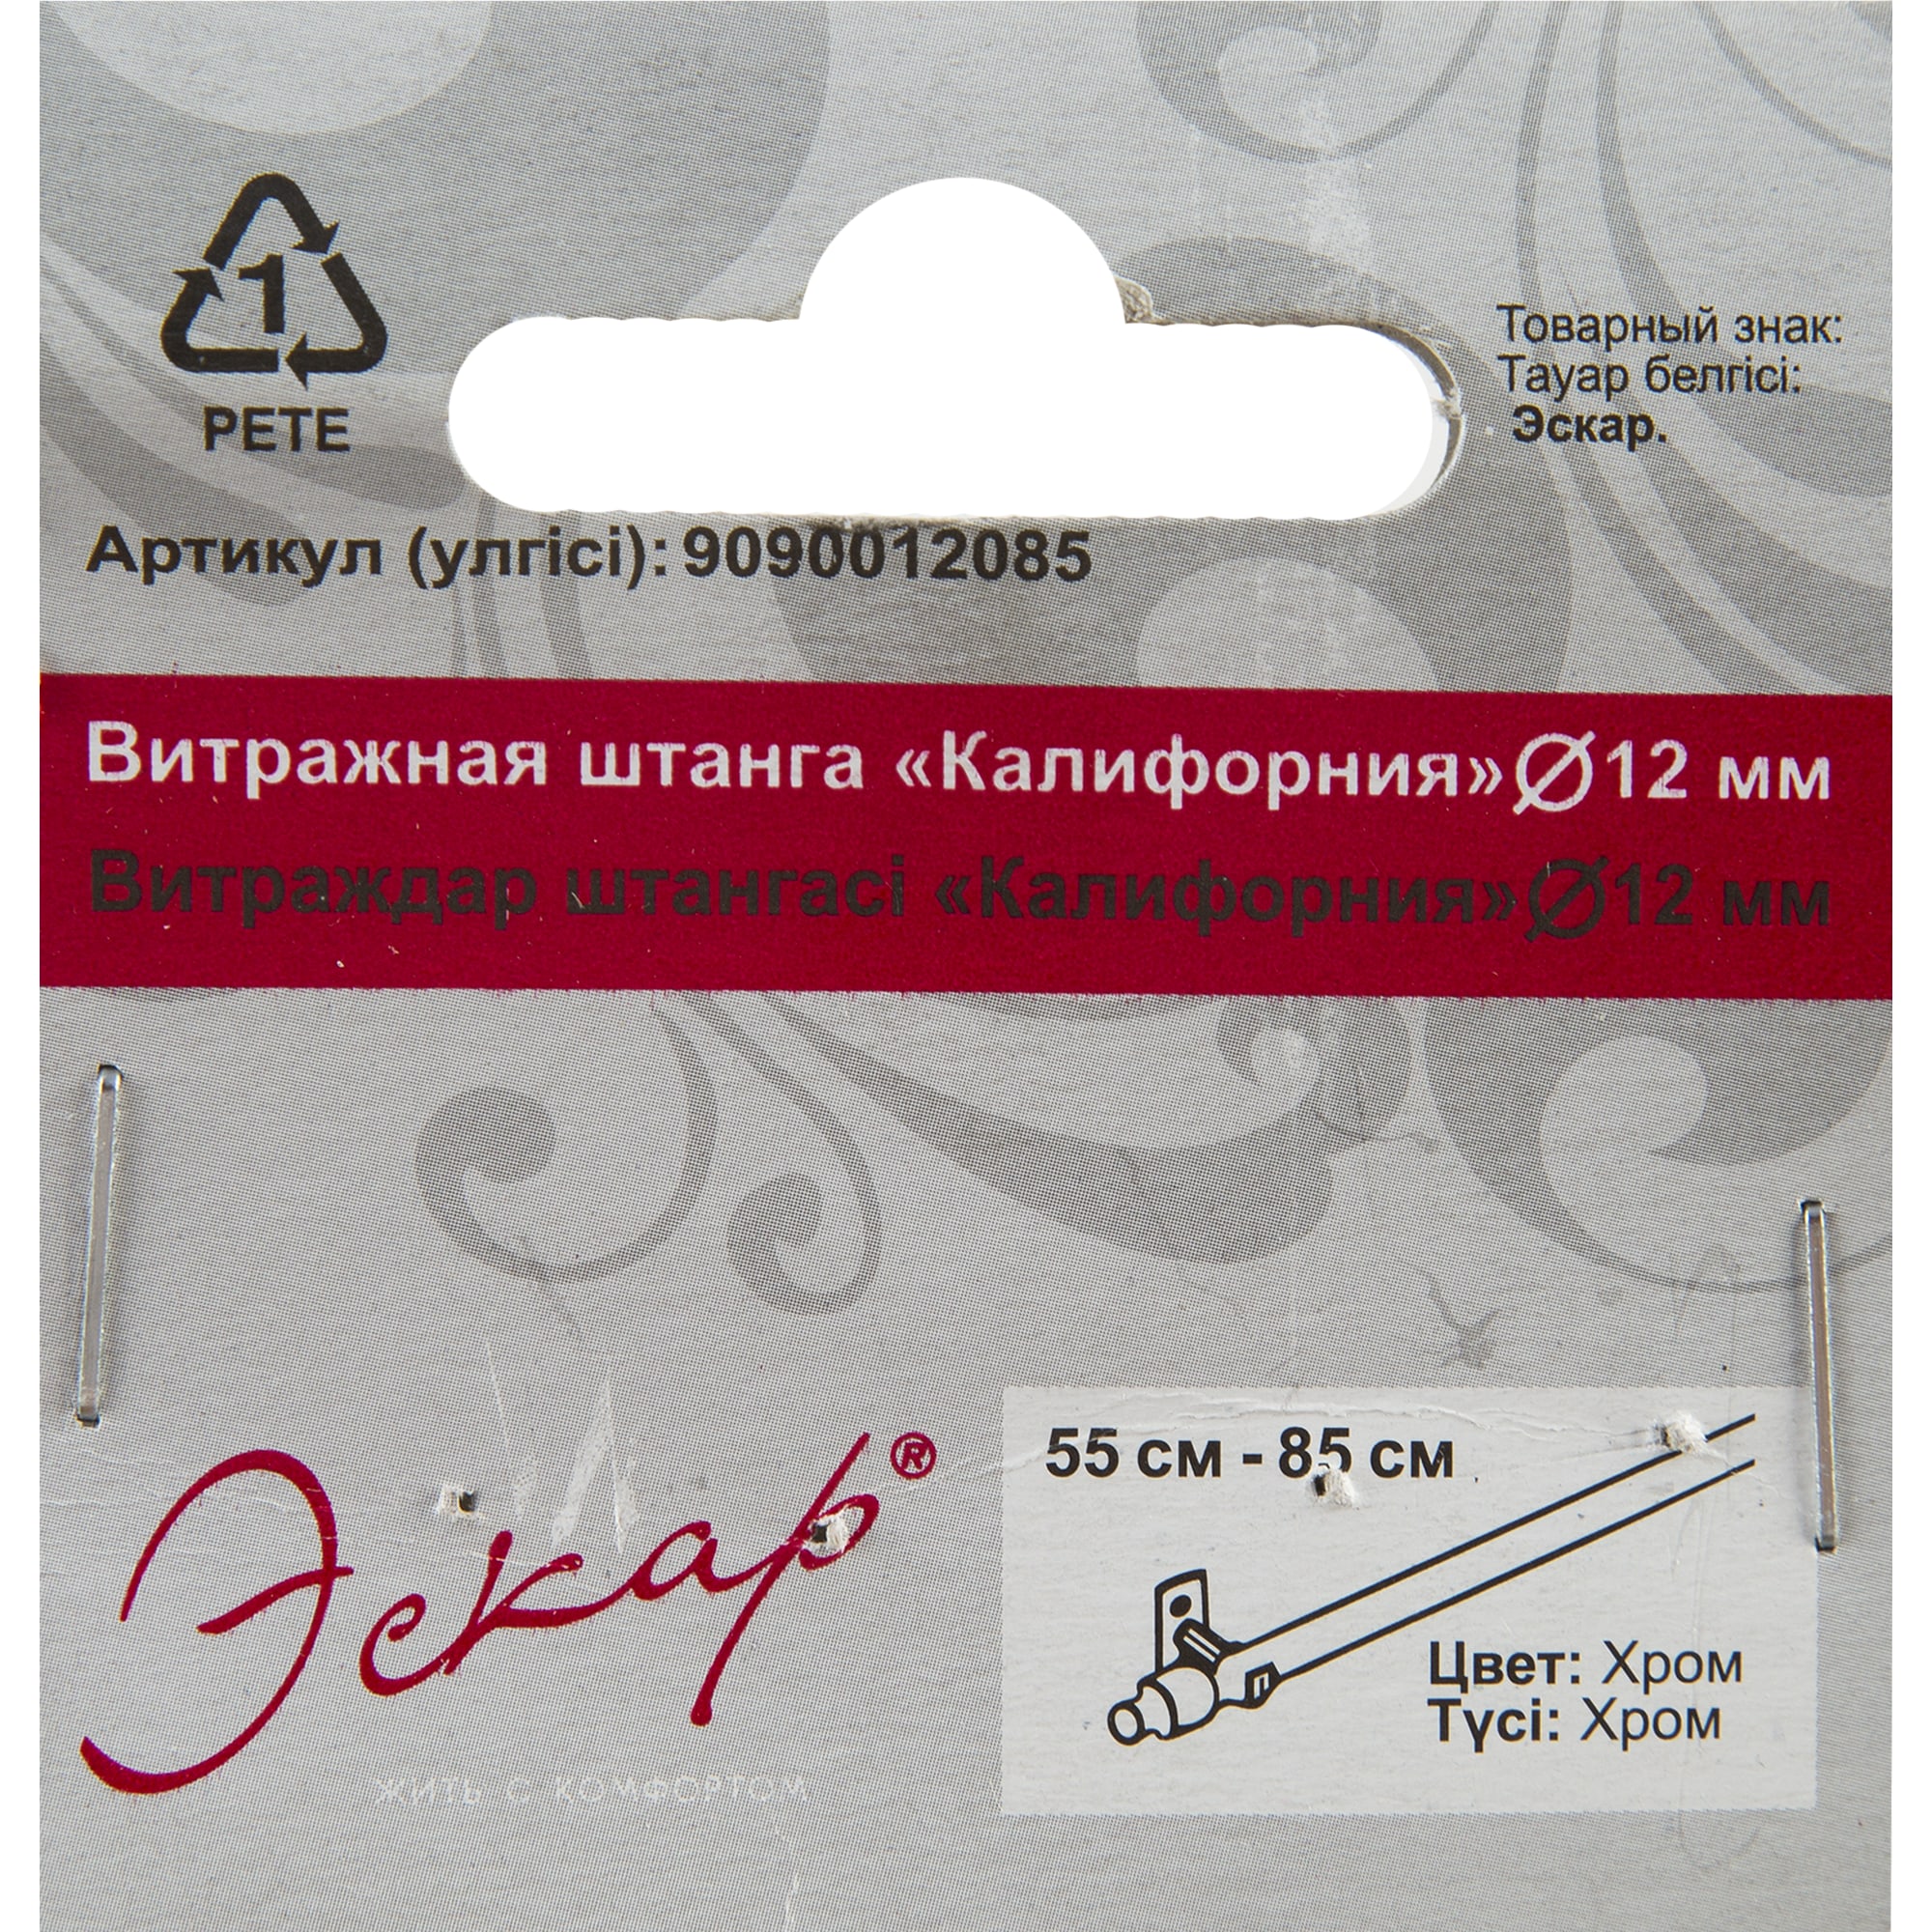 1
PETE
Товарный знак:
Тауар белгісі:
Эскар.
Артикул (улгісі): 9090012085
Витражная штанга «Калифорния»Ø12 мм
Витраждар штангасі «Калифорния»Ø12 мм
55 см - 85 см
Эскар®
ЖИТЬ С КОМФОРТОМ
Цвет: Хром
Түсі: Хром